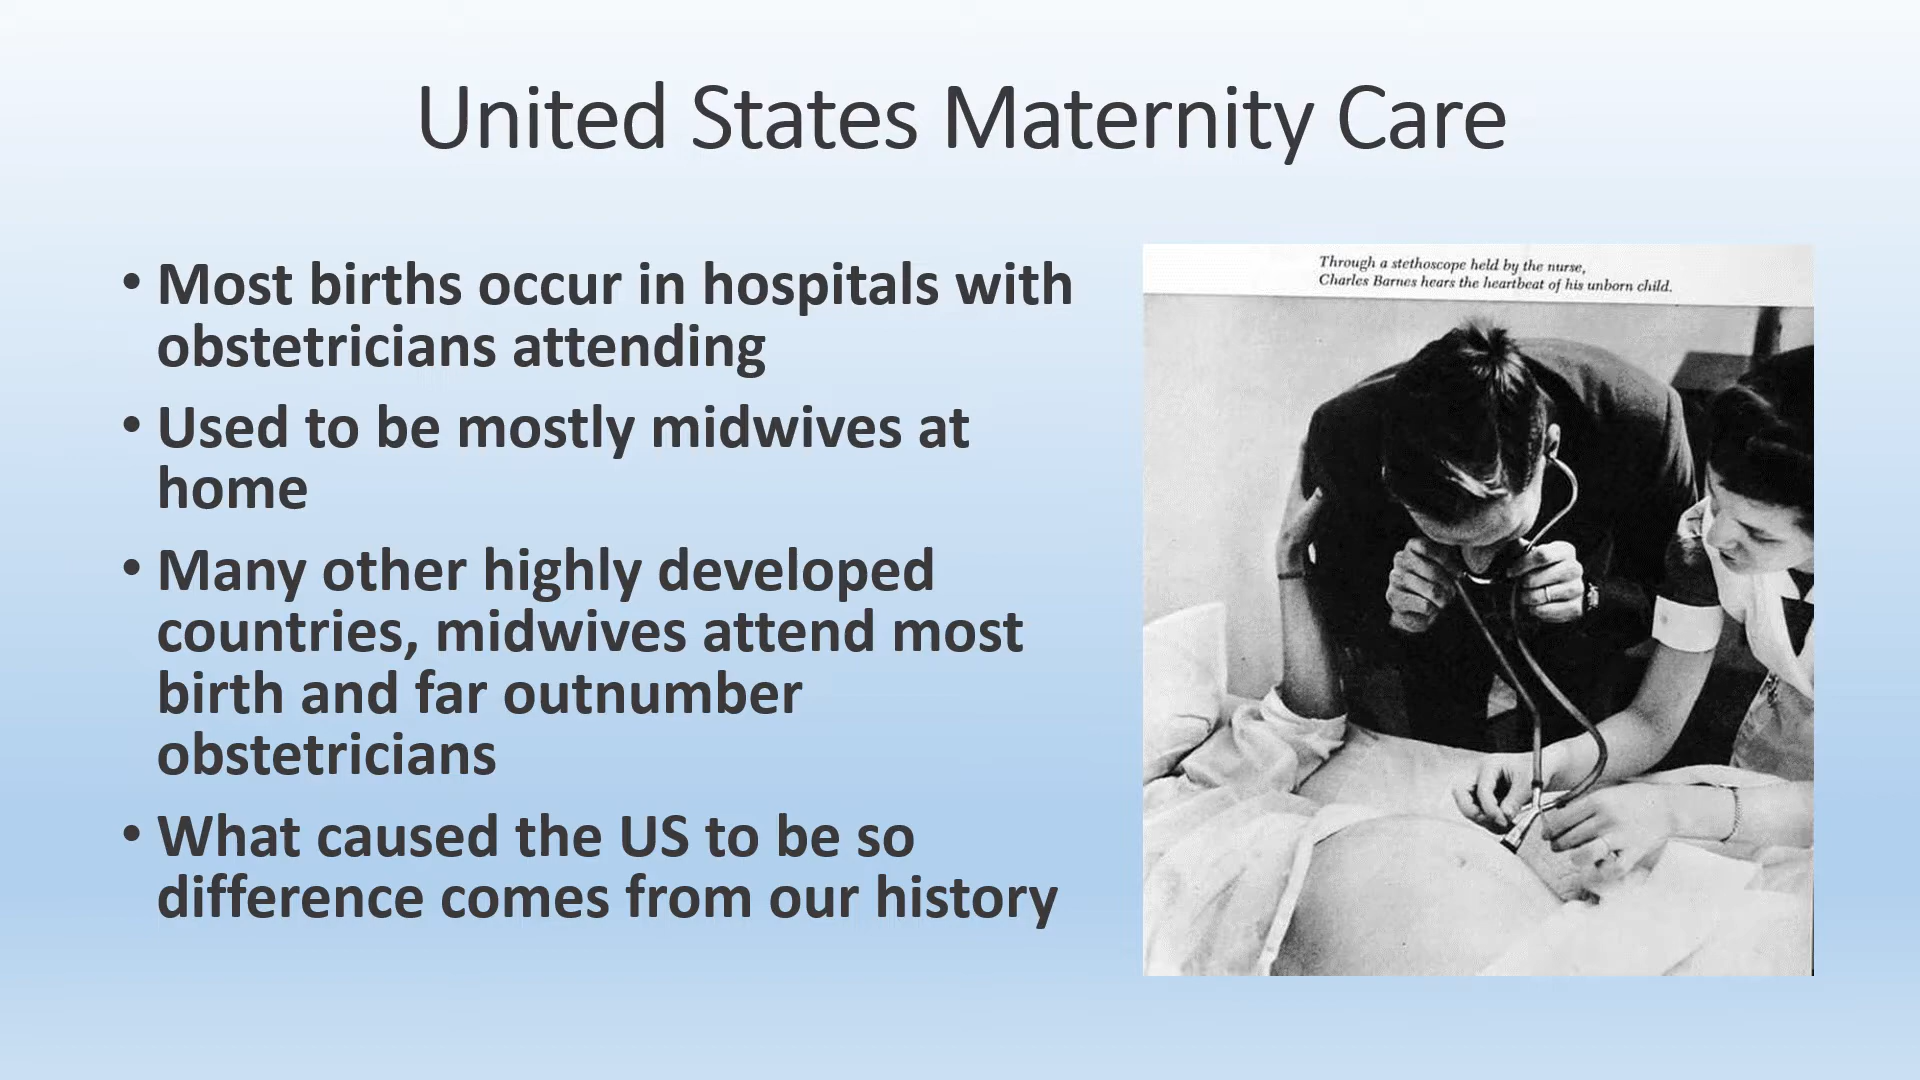 United States Maternity Care
• Most births occur in hospitals with
obstetricians attending
• Used to be mostly midwives at
home
• Many other highly developed
countries, midwives attend most
birth and far outnumber
obstetricians
• What caused the US to be so
difference comes from our history
Through a stethoscope held by the nurse,
Charles Barnes hears the heartbeat of his unborn child.